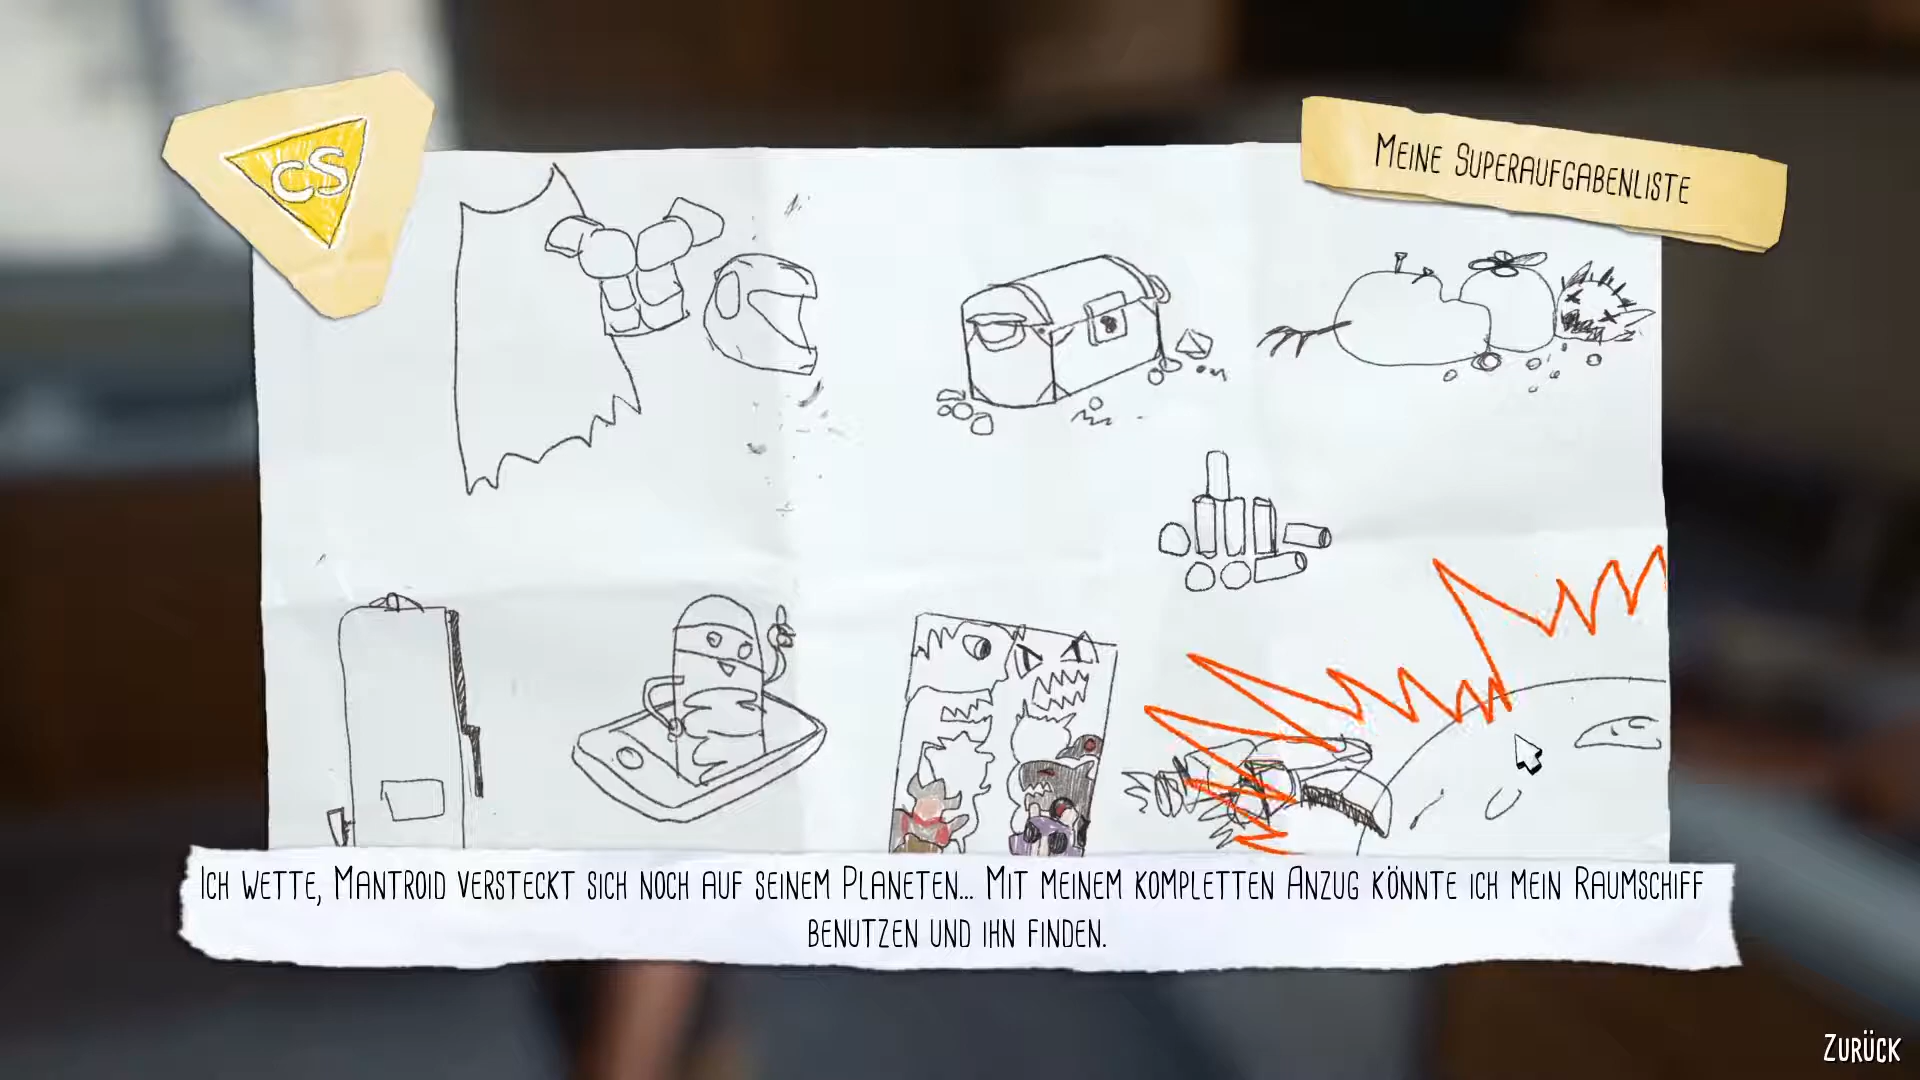 CS
Meine Superaufgabenliste
Ich wette, Mantroid versteckt sich noch auf seinem Planeten... Mit meinem kompletten Anzug könnte ich mein Raumschiff
benutzen und ihn finden.
Zurück